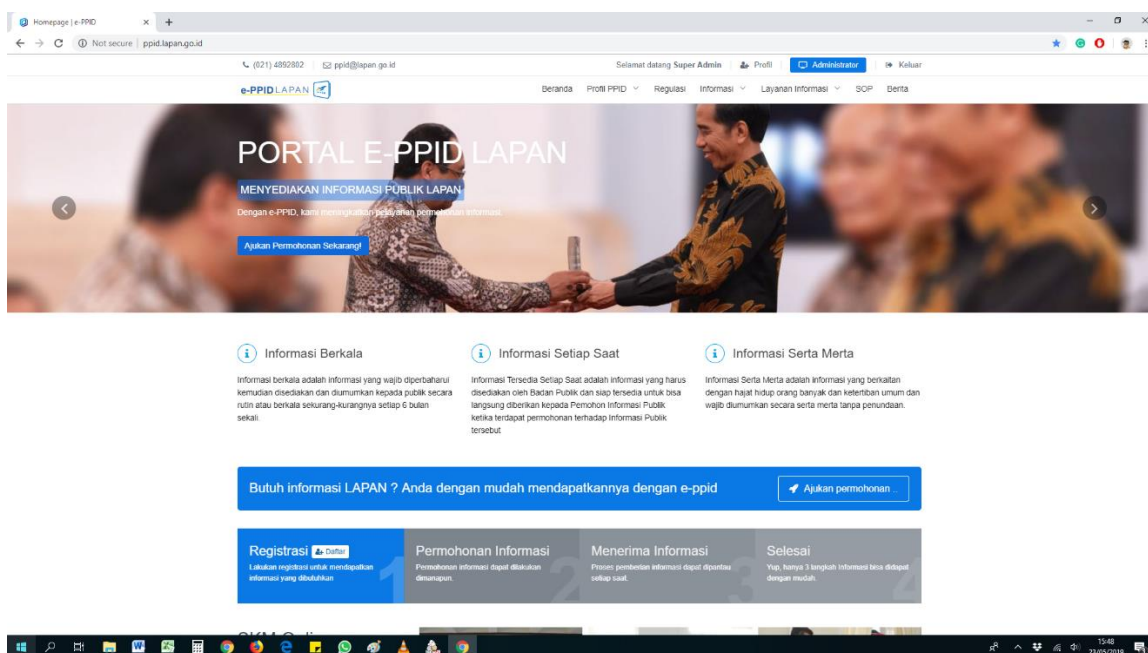 Homepage | e-PPID
Not secure | ppid.lapan.go.id
(021) 4892802
ppid@lapan.go.id
Selamat datang Super Admin
Profil
Administrator
Keluar
e-PPID LAPAN
Beranda
Profil PPID
Regulasi
Informasi
Layanan Informasi
SOP
Berita
PORTAL E-PPID LAPAN
MENYEDIAKAN INFORMASI PUBLIK LAPAN
Dengan e-PPID, kami meningkatkan pelayanan permohonan informasi.
Ajukan Permohonan Sekarang!
Informasi Berkala
Informasi berkala adalah informasi yang wajib diperbaharui
kemudian disediakan dan diumumkan kepada publik secara
rutin atau berkala sekurang-kurangnya setiap 6 bulan
sekali.
Informasi Setiap Saat
Informasi Tersedia Setiap Saat adalah informasi yang harus
disediakan oleh Badan Publik dan siap tersedia untuk bisa
langsung diberikan kepada Pemohon Informasi Publik
ketika terdapat permohonan terhadap Informasi Publik
tersebut
Informasi Serta Merta
Informasi Serta Merta adalah informasi yang berkaitan
dengan hajat hidup orang banyak dan ketertiban umum dan
wajib diumumkan secara serta merta tanpa penundaan.
Butuh informasi LAPAN ? Anda dengan mudah mendapatkannya dengan e-ppid
Ajukan permohonan ..
Registrasi Daftar
Lakukan registrasi untuk mendapatkan
informasi yang dibutuhkan
1
Permohonan Informasi
Permohonan informasi dapat dilakukan
dimanapun.
2
Menerima Informasi
Proses pemberian informasi dapat dipantau
setiap saat.
3
Selesai
Yup, hanya 3 langkah Informasi bisa didapat
dengan mudah.
4
15:48
23/05/2019